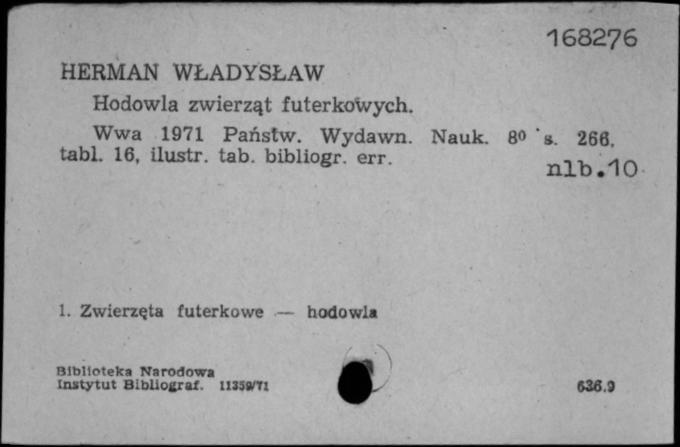 168276
HERMAN WŁADYSŁAW
Hodowla zwierząt futerkowych.
Wwa 1971 Państw. Wydawn. Nauk. 8⁰ s. 266,
tabl. 16, ilustr. tab. bibliogr. err.
nlb.10
1. Zwierzęta futerkowe — hodowla
Biblioteka Narodowa
Instytut Bibliograf. 11359/71
636.9